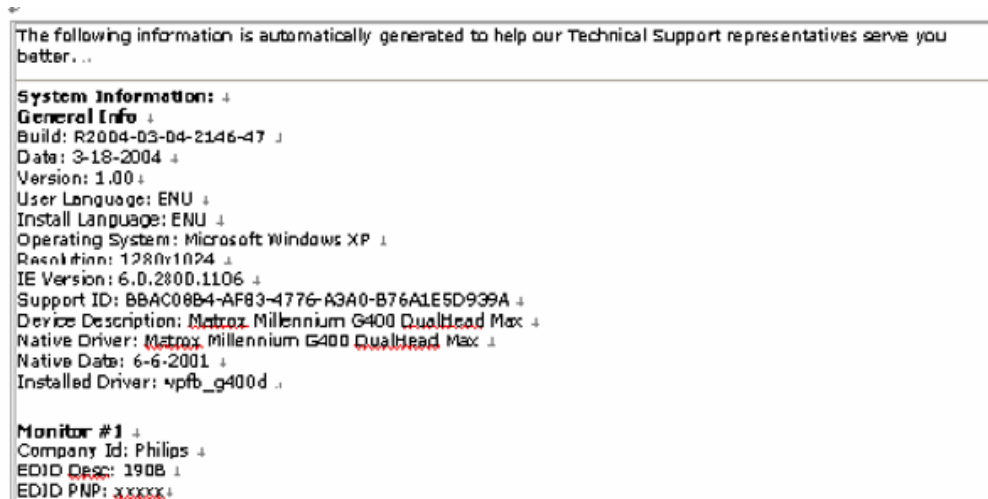 The following information is automatically generated to help our Technical Support representatives serve you
better...
System Information:
General Info
Build: R2004-03-04-2146-47
Date: 3-18-2004
Version: 1.00
User Language: ENU
Install Language: ENU
Operating System: Microsoft Windows XP
Resolution: 1280x1024
IE Version: 6.0.2800.1106
Support ID: BBAC08B4-AF83-4776-A3A0-B76A1E5D939A
Device Description: Matrox Millennium G400 DualHead Max
Native Driver: Matrox Millennium G400 DualHead Max
Native Date: 6-6-2001
Installed Driver: vpfb_g400d
Monitor #1
Company Id: Philips
EDID Desc: 190B
EDID PNP: xxxxx